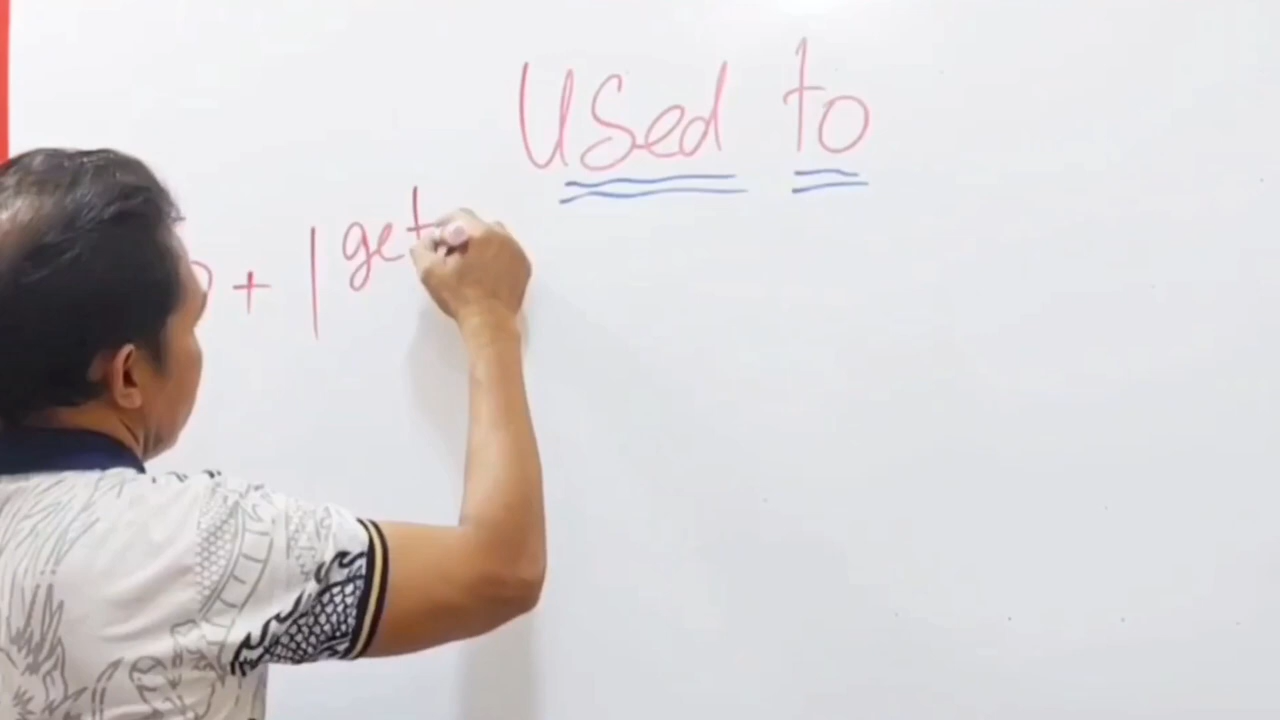 Used to
+ | get